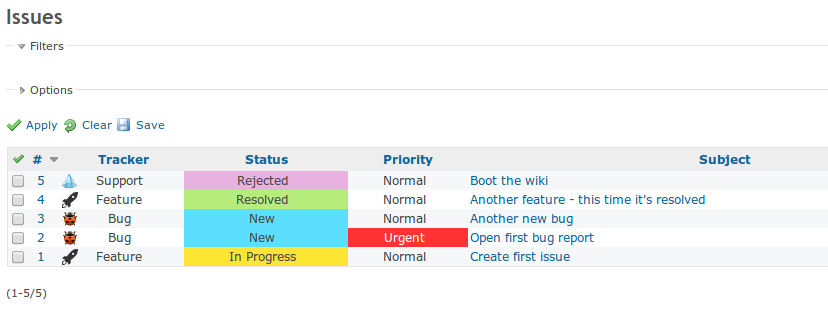 Issues
Filters
Options
Apply Clear Save
# Tracker Status Priority Subject
5 Support Rejected Normal Boot the wiki
4 Feature Resolved Normal Another feature - this time it's resolved
3 Bug New Normal Another new bug
2 Bug New Urgent Open first bug report
1 Feature In Progress Normal Create first issue
(1-5/5)